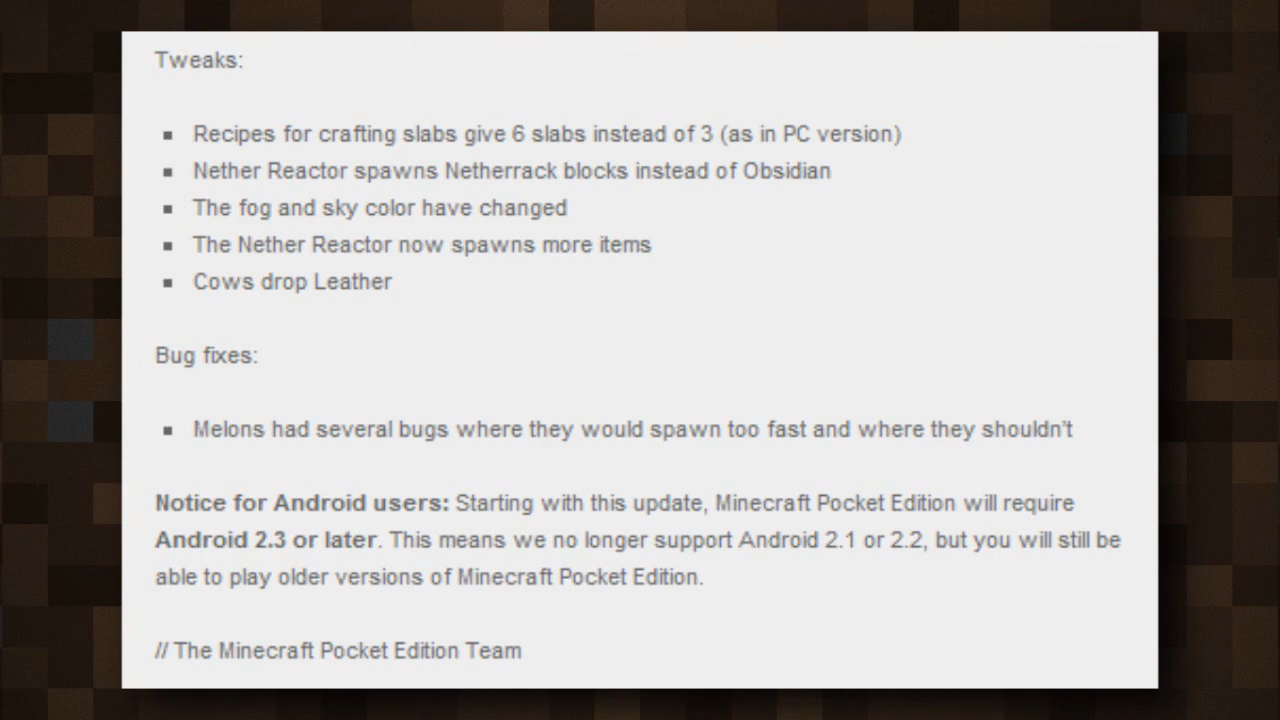 Tweaks:
▪ Recipes for crafting slabs give 6 slabs instead of 3 (as in PC version)
▪ Nether Reactor spawns Netherrack blocks instead of Obsidian
▪ The fog and sky color have changed
▪ The Nether Reactor now spawns more items
▪ Cows drop Leather
Bug fixes:
▪ Melons had several bugs where they would spawn too fast and where they shouldn't
Notice for Android users: Starting with this update, Minecraft Pocket Edition will require
Android 2.3 or later. This means we no longer support Android 2.1 or 2.2, but you will still be
able to play older versions of Minecraft Pocket Edition.
// The Minecraft Pocket Edition Team